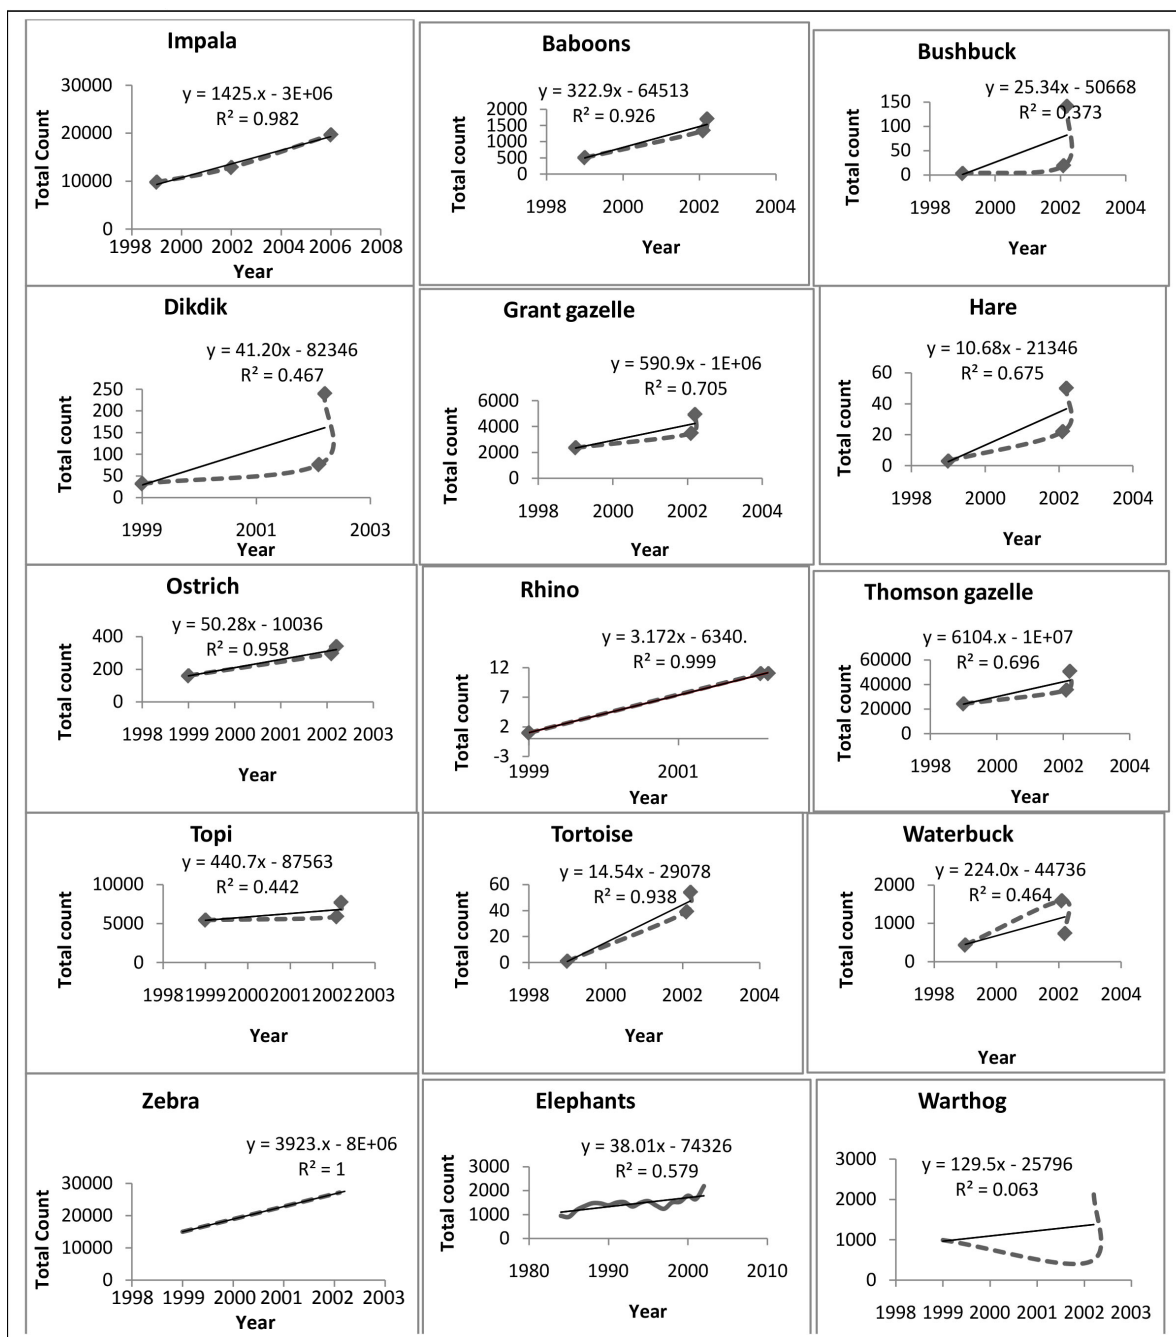 Impala
y = 1425.x - 3E+06
R² = 0.982
Total Count
30000
20000
10000
0
1998 2000 2002 2004 2006 2008
Year
Baboons
y = 322.9x - 64513
R² = 0.926
Total count
2000
1500
1000
500
0
1998 2000 2002 2004
Year
Bushbuck
y = 25.34x - 50668
R² = 0.373
Total count
150
100
50
0
1998 2000 2002 2004
Year
Dikdik
y = 41.20x - 82346
R² = 0.467
Total count
250
200
150
100
50
0
1999 2001 2003
Year
Grant gazelle
y = 590.9x - 1E+06
R² = 0.705
Total count
6000
4000
2000
0
1998 2000 2002 2004
Year
Hare
y = 10.68x - 21346
R² = 0.675
Total count
60
40
20
0
1998 2000 2002 2004
Year
Ostrich
y = 50.28x - 10036
R² = 0.958
Total count
400
200
0
1998 1999 2000 2001 2002 2003
Year
Rhino
y = 3.172x - 6340.
R² = 0.999
Total count
12
7
2
-3
1999 2001
Year
Thomson gazelle
y = 6104.x - 1E+07
R² = 0.696
Total count
60000
40000
20000
0
1998 2000 2002 2004
Year
Topi
y = 440.7x - 87563
R² = 0.442
Total count
10000
5000
0
1998 1999 2000 2001 2002 2003
Year
Tortoise
y = 14.54x - 29078
R² = 0.938
Total count
60
40
20
0
1998 2000 2002 2004
Year
Waterbuck
y = 224.0x - 44736
R² = 0.464
Total count
2000
1000
0
1998 2000 2002 2004
Year
Zebra
y = 3923.x - 8E+06
R² = 1
Total Count
30000
20000
10000
0
1998 1999 2000 2001 2002 2003
Year
Elephants
y = 38.01x - 74326
R² = 0.579
Total count
3000
2000
1000
0
1980 1990 2000 2010
Year
Warthog
y = 129.5x - 25796
R² = 0.063
Total count
3000
2000
1000
0
1998 1999 2000 2001 2002 2003
Year